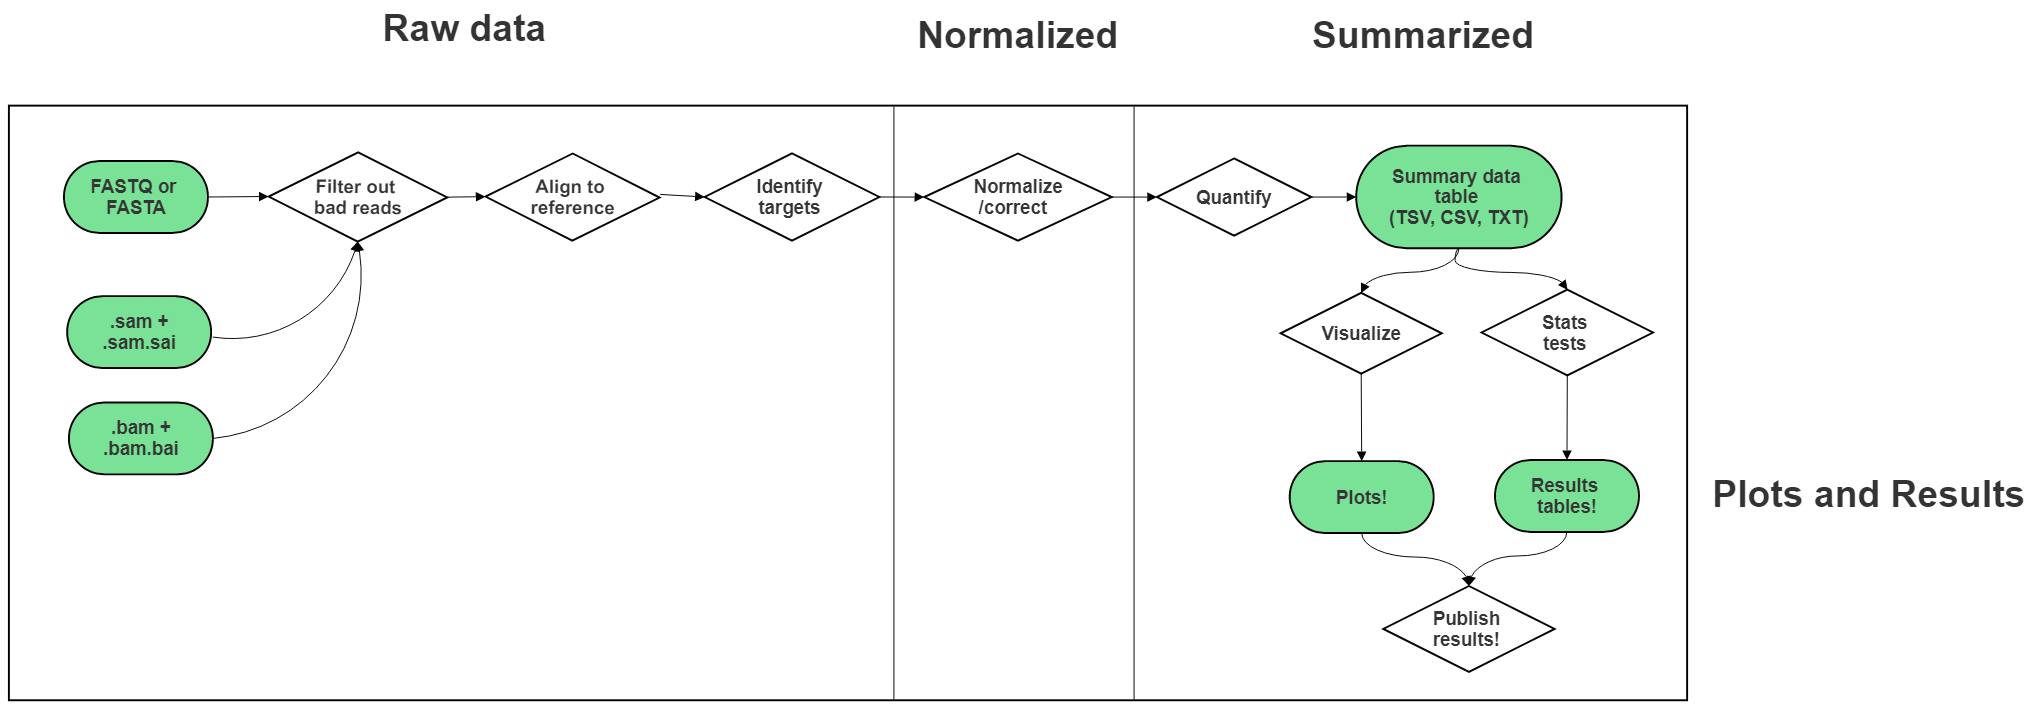 Raw data
Normalized
Summarized
FASTQ or
FASTA
Filter out
bad reads
Align to
reference
Identify
targets
Normalize
/correct
Quantify
Summary data
table
(TSV, CSV, TXT)
.sam +
.sam.sai
Visualize
Stats
tests
.bam +
.bam.bai
Plots!
Results
tables!
Plots and Results
Publish
results!